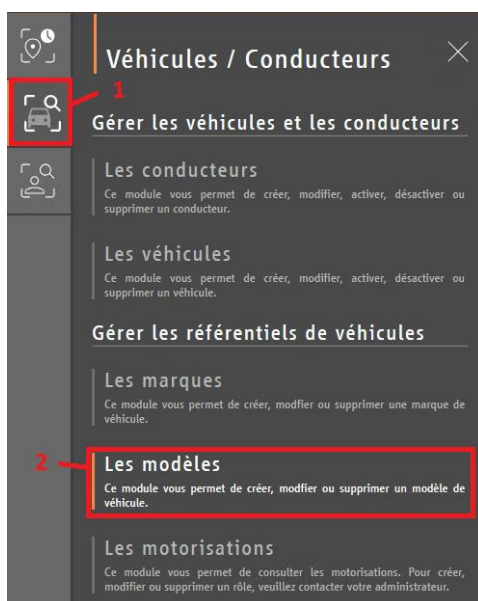 Véhicules / Conducteurs
1
Gérer les véhicules et les conducteurs
Les conducteurs
Ce module vous permet de créer, modifier, activer, désactiver ou
supprimer un conducteur.
Les véhicules
Ce module vous permet de créer, modifier, activer, désactiver ou
supprimer un véhicule.
Gérer les référentiels de véhicules
Les marques
Ce module vous permet de créer, modfier ou supprimer une marque de
véhicule.
2
Les modèles
Ce module vous permet de créer, modfier ou supprimer un modèle de
véhicule.
Les motorisations
Ce module vous permet de consulter les motorisations. Pour créer,
modifier ou supprimer un rôle, veuillez contacter votre administrateur.